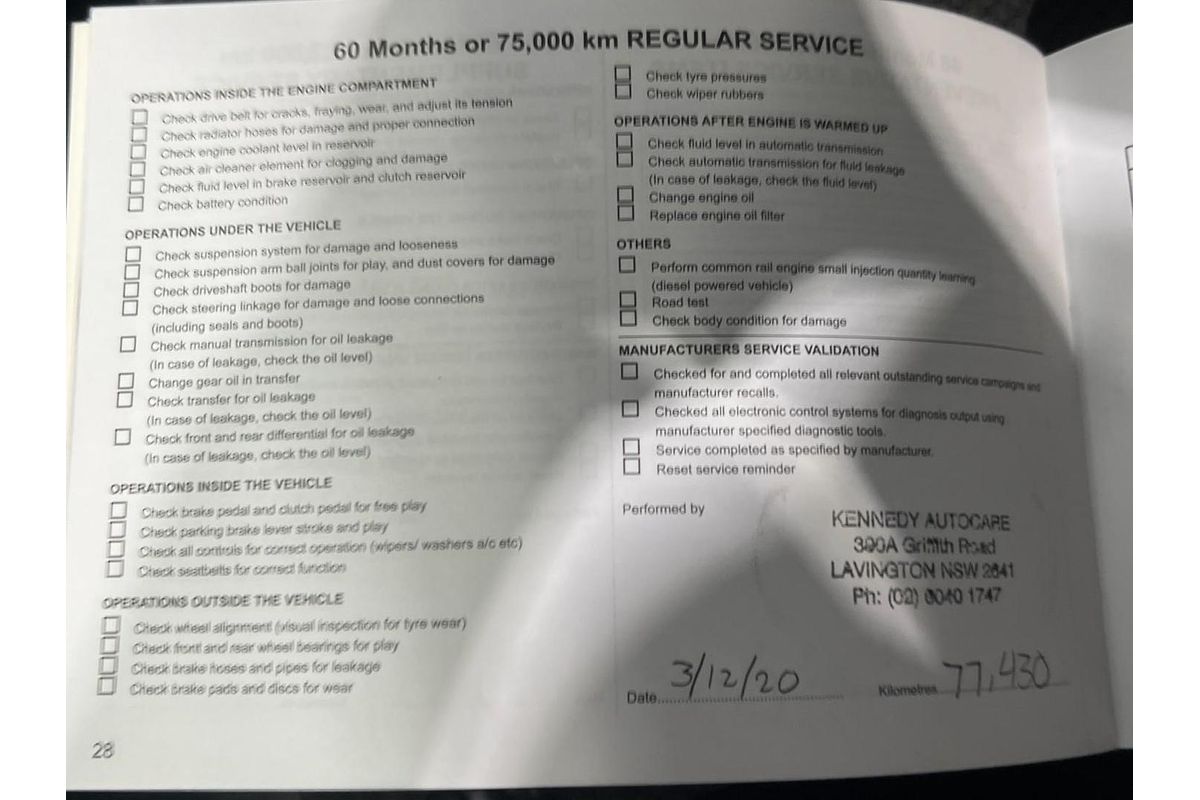 60 Months or 75,000 km REGULAR SERVICE
OPERATIONS INSIDE THE ENGINE COMPARTMENT
Check drive belt for cracks, fraying, wear, and adjust its tension
Check radiator hoses for damage and proper connection
Check engine coolant level in reservoir
Check air cleaner element for clogging and damage
Check fluid level in brake reservoir and clutch reservoir
Check battery condition
OPERATIONS UNDER THE VEHICLE
Check suspension system for damage and looseness
Check suspension arm ball joints for play, and dust covers for damage
Check driveshaft boots for damage
Check steering linkage for damage and loose connections
(including seals and boots)
Check manual transmission for oil leakage
(In case of leakage, check the oil level)
Change gear oil in transfer
Check transfer for oil leakage
(In case of leakage, check the oil level)
Check front and rear differential for oil leakage
(In case of leakage, check the oil level)
OPERATIONS INSIDE THE VEHICLE
Check brake pedal and clutch pedal for free play
Check parking brake lever stroke and play
Check all controls for correct operation (wipers/ washers a/c etc)
Check seatbelts for correct function
OPERATIONS OUTSIDE THE VEHICLE
Check wheel alignment (visual inspection for tyre wear)
Check front and rear wheel bearings for play
Check brake hoses and pipes for leakage
Check brake pads and discs for wear
28
Check tyre pressures
Check wiper rubbers
OPERATIONS AFTER ENGINE IS WARMED UP
Check fluid level in automatic transmission
Check automatic transmission for fluid leakage
(In case of leakage, check the fluid level)
Change engine oil
Replace engine oil filter
OTHERS
Perform common rail engine small injection quantity learning
(diesel powered vehicle)
Road test
Check body condition for damage
MANUFACTURERS SERVICE VALIDATION
Checked for and completed all relevant outstanding service campaigns and
manufacturer recalls.
Checked all electronic control systems for diagnosis output using
manufacturer specified diagnostic tools.
Service completed as specified by manufacturer.
Reset service reminder
Performed by
KENNEDY AUTOCARE
Griffith Road
LAVINGTON NSW 2641
Ph: (02) 6040 1747
Date 3/12/20
Kilometres 77,430